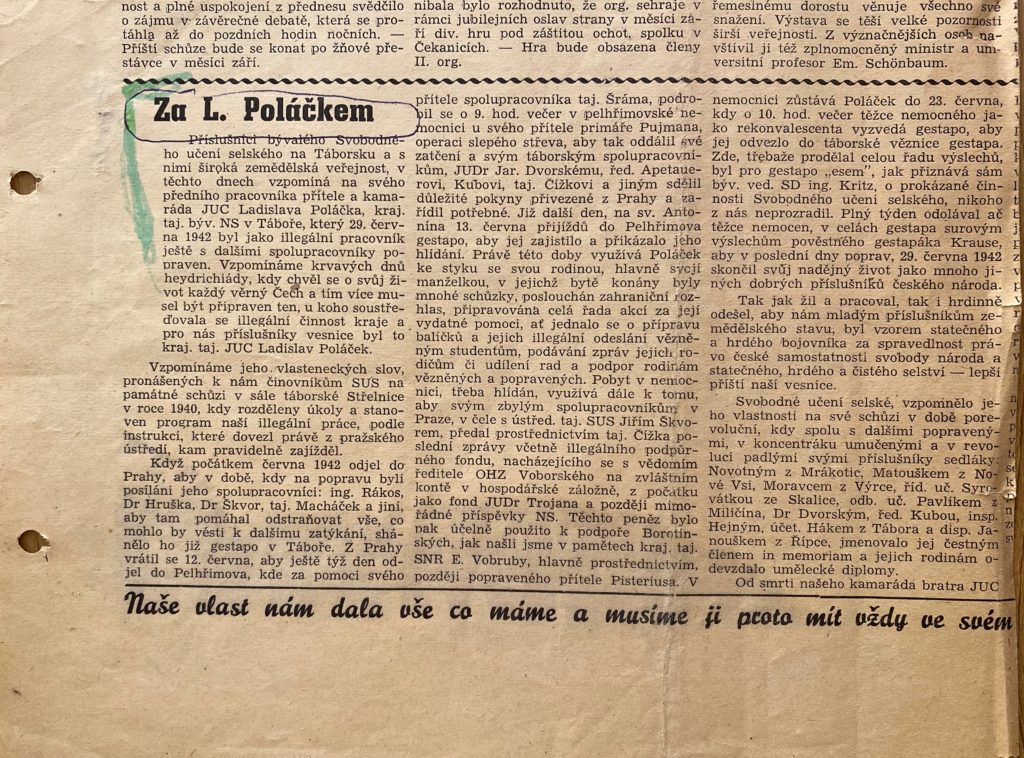 nost a plné uspokojení z přednesu svědčilo
o zájmu v závěrečné debatě, která se pro-
táhla až do pozdních hodin nočních. —
Příští schůze bude se konat po žňové pře-
stávce v měsíci září.
nibala bylo rozhodnuto, že org. sehraje v
rámci jubilejních oslav strany v měsíci zá-
ří div. hru pod záštitou ochot. spolku v
Čekanicích. — Hra bude obsazena členy
II. org.
řemeslnému dorostu věnuje všechno své
snažení. Výstava se těší velké pozornosti
širší veřejnosti. Z význačnějších osob na-
vštívil ji též zplnomocněný ministr a uni-
versitní profesor Em. Schönbaum.
Za L. Poláčkem
Příslušníci bývalého Svobodné-
ho učení selského na Táborsku a s
nimi široká zemědělská veřejnost, v
těchto dnech vzpomíná na svého
předního pracovníka přítele a kama-
ráda JUC Ladislava Poláčka, kraj.
taj. býv. NS v Táboře, který 29. červ-
na 1942 byl jako illegální pracovník
ještě s dalšími spolupracovníky po-
praven. Vzpomínáme krvavých dnů
heydrichiády, kdy chvěl se o svůj ži-
vot každý věrný Čech a tím více mu-
sel být připraven ten, u koho soustře-
ďovala se illegální činnost kraje a
pro nás příslušníky vesnice byl to
kraj. taj. JUC Ladislav Poláček.
Vzpomínáme jeho vlasteneckých slov,
pronášených k nám činovníkům SUS na
památné schůzi v sále táborské Střelnice
v roce 1940, kdy rozděleny úkoly a stano-
ven program naší illegální práce, podle
instrukcí, které dovezl právě z pražského
ústředí, kam pravidelně zajížděl.
Když počátkem června 1942 odjel do
Prahy, aby v době, kdy na popravu byli
posíláni jeho spolupracovníci: ing. Rákos,
Dr Hruška, Dr Škvor, taj. Macháček a jiní,
aby tam pomáhal odstraňovat vše, co
mohlo by vésti k dalšímu zatýkání, shá-
nělo ho již gestapo v Táboře. Z Prahy
vrátil se 12. června, aby ještě týž den od-
jel do Pelhřimova, kde za pomoci svého
přítele spolupracovníka taj. Šráma, podro-
bil se o 9. hod. večer v pelhřimovské ne-
mocnici u svého přítele primáře Pujmana,
operaci slepého střeva, aby tak oddálil své
zatčení a svým táborským spolupracovní-
kům, JUDr Jar. Dvorskému, řed. Apetaue-
rovi, Kubovi, taj. Čížkovi a jiným sdělil
důležité pokyny přivezené z Prahy a za-
řídil potřebné. Již další den, na sv. Anto-
nína 13. června přijíždí do Pelhřimova
gestapo, aby jej zajistilo a přikázalo jeho
hlídání. Právě této doby využívá Poláček
ke styku se svou rodinou, hlavně svojí
manželkou, v jejichž bytě konány byly
mnohé schůzky, poslouchán zahraniční roz-
hlas, připravována celá řada akcí za její
vydatné pomoci, ať jednalo se o přípravu
balíčků a jejich illegální odeslání vězně-
ným studentům, podávání zpráv jejich ro-
dičům či udílení rad a podpor rodinám
vězněných a popravených. Pobyt v nemoc-
nici, třeba hlídán, využívá dále k tomu,
aby svým zbylým spolupracovníkům v
Praze, v čele s ústřed. taj. SUS Jiřím Škvo-
rem, předal prostřednictvím taj. Čížka po-
slední zprávy včetně illegálního podpůr-
ného fondu, nacházejícího se s vědomím
ředitele OHZ Voborského na zvláštním
kontě v hospodářské záložně, z počátku
jako fond JUDr Trojana a později mimo-
řádné příspěvky NS. Těchto peněz bylo
pak účelně použito k podpoře Borotín-
ských, jak našli jsme v pamětech kraj. taj.
SNR E. Vobruby, hlavně prostřednictvím,
později popraveného přítele Pisteriusa. V
nemocnici zůstává Poláček do 23. června,
kdy o 10. hod. večer těžce nemocného ja-
ko rekonvalescenta vyzvedá gestapo, aby
jej odvezlo do táborské věznice gestapa.
Zde, třebaže prodělal celou řadu výslechů,
byl pro gestapo „esem", jak přiznává sám
býv. ved. SD ing. Kritz, o prokázané čin-
nosti Svobodného učení selského, nikoho
z nás neprozradil. Plný týden odolával ač
těžce nemocen, v celách gestapa surovým
výslechům pověstného gestapáka Krause,
aby v poslední dny poprav, 29. června 1942
skončil svůj nadějný život jako mnoho ji-
ných dobrých příslušníků českého národa.
Tak jak žil a pracoval, tak i hrdinně
odešel, aby nám mladým příslušníkům ze-
mědělského stavu, byl vzorem statečného
a hrdého bojovníka za spravedlnost prá-
vo české samostatnosti svobody národa a
statečného, hrdého a čistého selství — lepší
příští naší vesnice.
Svobodné učení selské, vzpomnělo je-
ho vlastností na své schůzi v době pore-
voluční, kdy spolu s dalšími popravený-
mi, v koncentráku umučenými a v revo-
luci padlými svými příslušníky sedláky:
Novotným z Mrákotic, Matouškem z No-
vé Vsi, Moravcem z Výrce, říd. uč. Syro-
vátkou ze Skalice, odb. uč. Pavlíkem z
Miličína, Dr Dvorským, řed. Kubou, insp.
Hejným, účet. Hákem z Tábora a disp. Ja-
nouškem z Řípce, jmenovalo jej čestným
členem in memoriam a jejich rodinám o-
devzdalo umělecké diplomy.
Od smrti našeho kamaráda bratra JUC
Naše vlast nám dala vše co máme a musíme ji proto mít vždy ve svém